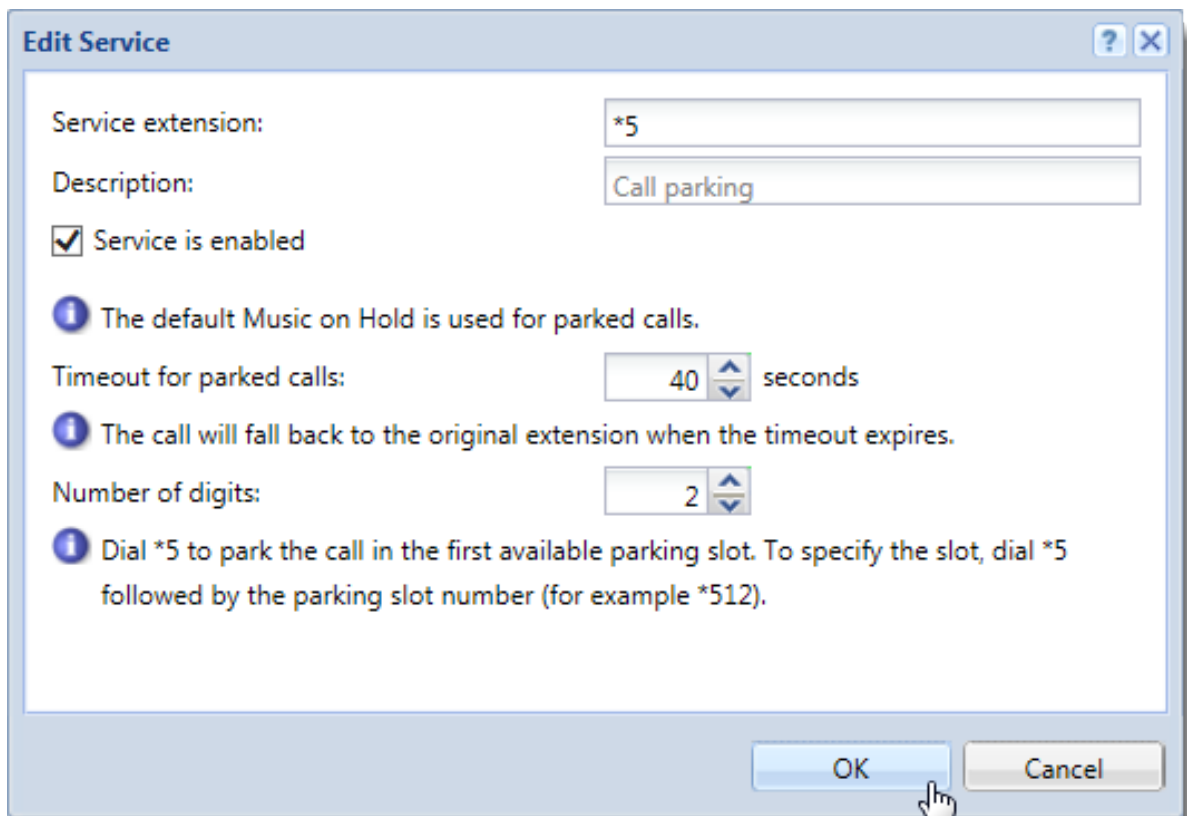 Edit Service
?
Service extension: *5
Description: Call parking
Service is enabled
The default Music on Hold is used for parked calls.
Timeout for parked calls: 40 seconds
The call will fall back to the original extension when the timeout expires.
Number of digits: 2
Dial *5 to park the call in the first available parking slot. To specify the slot, dial *5
followed by the parking slot number (for example *512).
OK Cancel